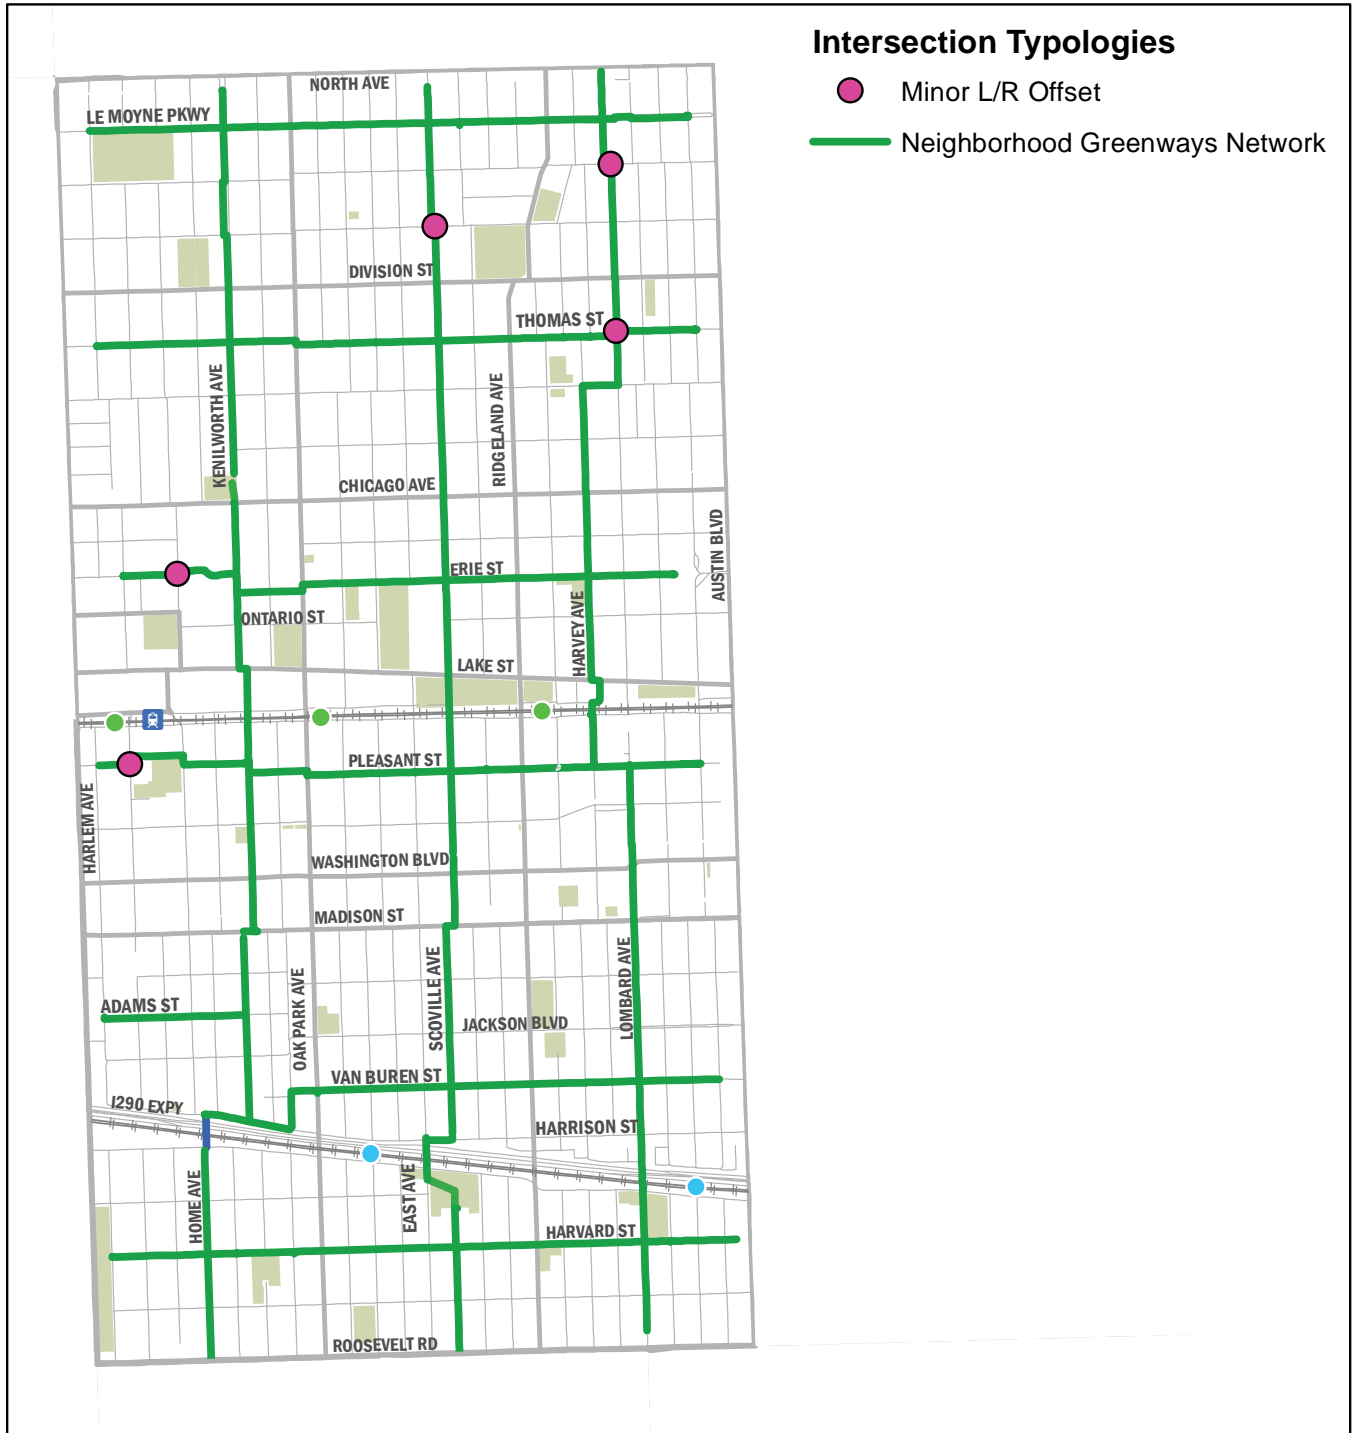 Intersection Typologies
Minor L/R Offset
Neighborhood Greenways Network
NORTH AVE
LE MOYNE PKWY
DIVISION ST
THOMAS ST
KENILWORTH AVE
RIDGELAND AVE
CHICAGO AVE
AUSTIN BLVD
ERIE ST
ONTARIO ST
HARVEY AVE
LAKE ST
PLEASANT ST
HARLEM AVE
WASHINGTON BLVD
MADISON ST
OAK PARK AVE
SCOVILLE AVE
LOMBARD AVE
ADAMS ST
JACKSON BLVD
VAN BUREN ST
I290 EXPY
HARRISON ST
HOME AVE
EAST AVE
HARVARD ST
ROOSEVELT RD